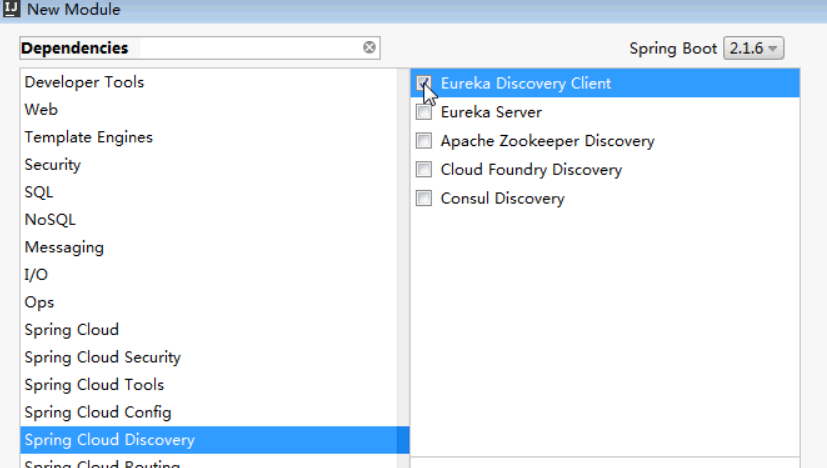 IJ New Module
Dependencies
Spring Boot 2.1.6
Developer Tools
Web
Template Engines
Security
SQL
NoSQL
Messaging
I/O
Ops
Spring Cloud
Spring Cloud Security
Spring Cloud Tools
Spring Cloud Config
Spring Cloud Discovery
Spring Cloud Routing
Eureka Discovery Client
Eureka Server
Apache Zookeeper Discovery
Cloud Foundry Discovery
Consul Discovery